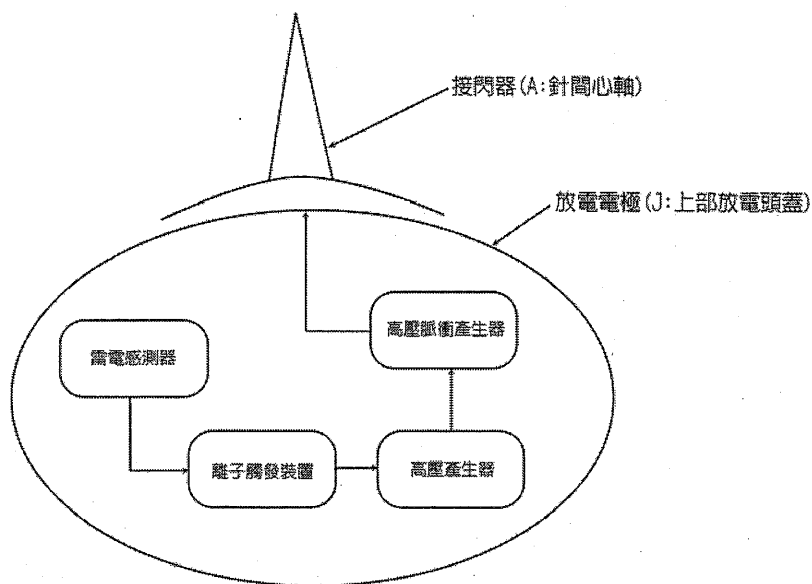 接閃器(A:針間心軸)
放電電極(J:上部放電頭蓋)
高壓脈衝產生器
雷電感測器
離子觸發裝置
高壓產生器